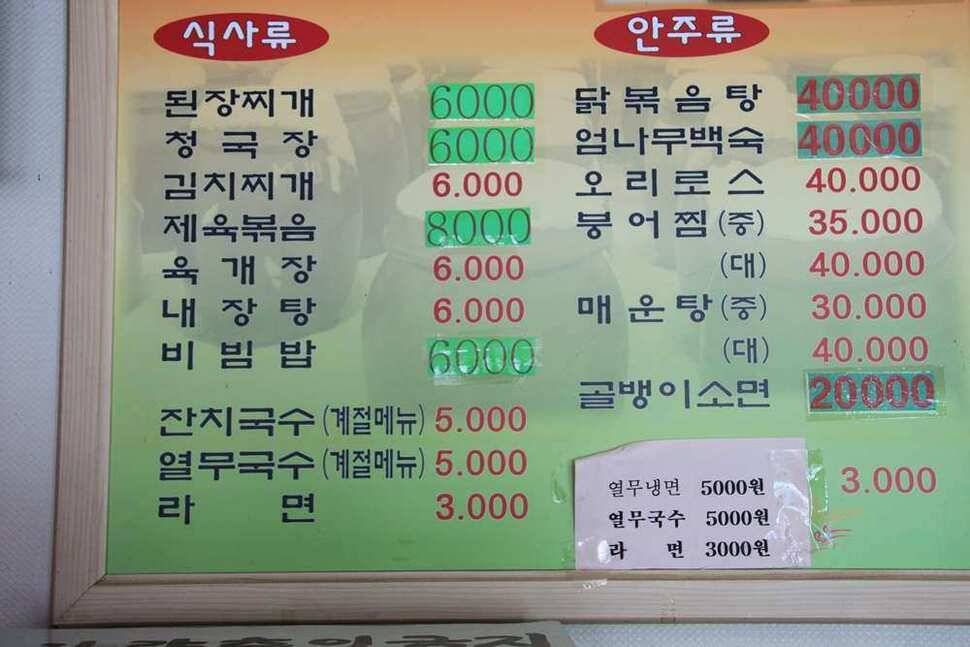 식사류
된장찌개 6000
청국장 6000
김치찌개 6.000
제육볶음 8000
육개장 6.000
내장탕 6.000
비빔밥 6000
잔치국수(계절메뉴) 5.000
열무국수(계절메뉴) 5.000
라면 3.000
안주류
닭볶음탕 40000
엄나무백숙 40000
오리로스 40.000
붕어찜(중) 35.000
(대) 40.000
매운탕(중) 30.000
(대) 40.000
골뱅이소면 20000
3.000
열무냉면 5000원
열무국수 5000원
라면 3000원